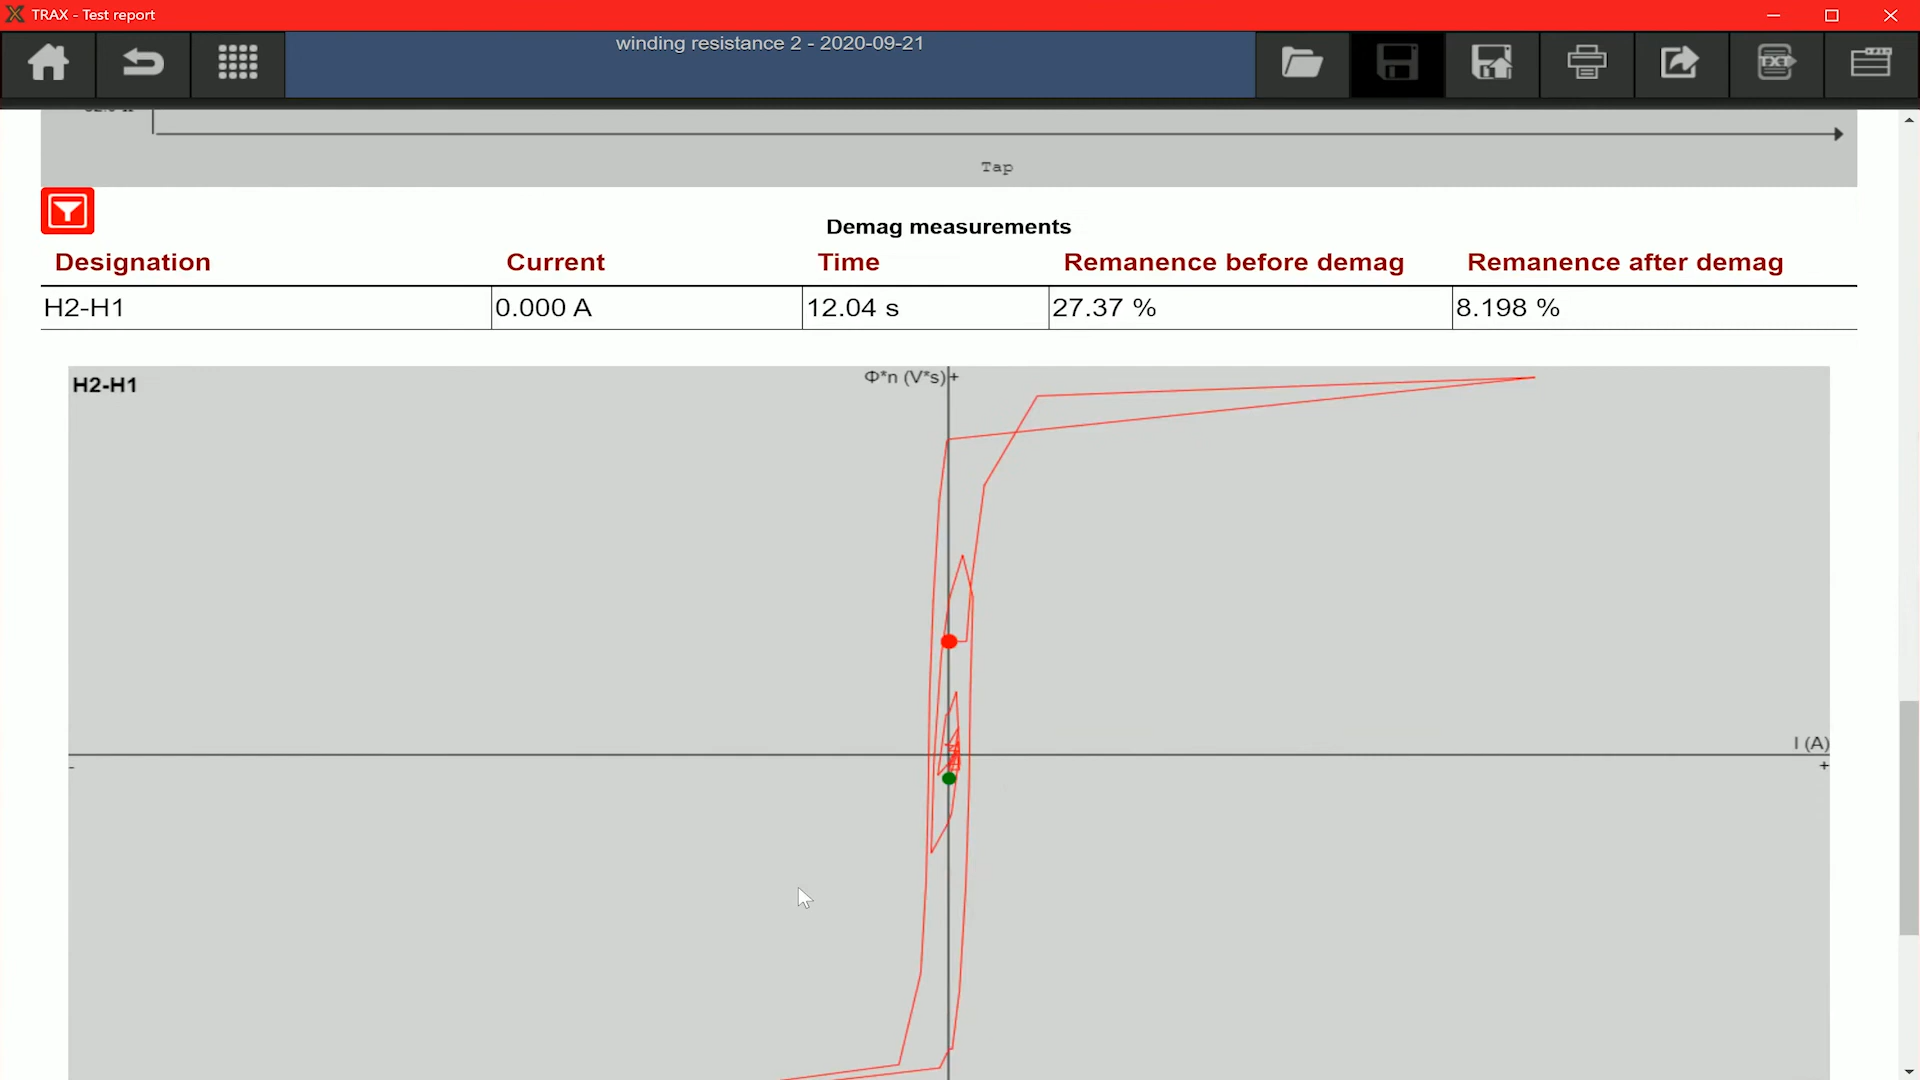 TRAX - Test report
winding resistance 2 - 2020-09-21
TXT
Tap
Demag measurements
Designation Current Time Remanence before demag Remanence after demag
H2-H1 0.000 A 12.04 s 27.37 % 8.198 %
H2-H1
Φ*n (V*s) +
I (A)
- +